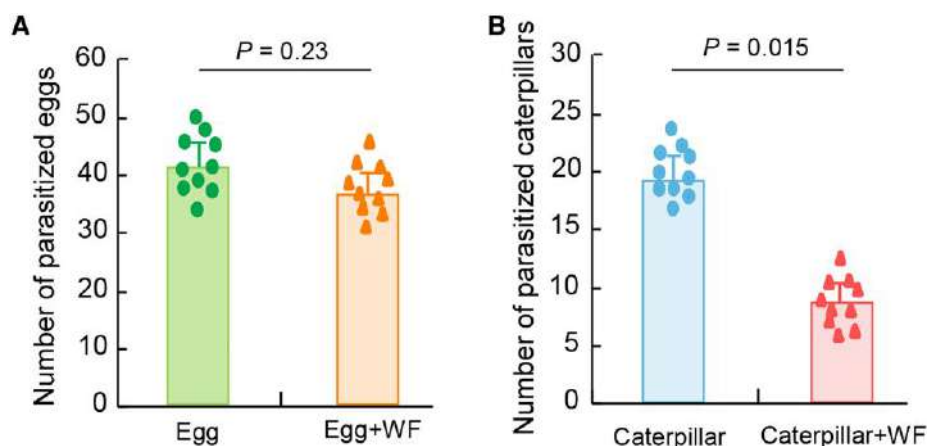 A
P = 0.23
Number of parasitized eggs
60
50
40
30
20
10
0
Egg
Egg+WF
B
P = 0.015
Number of parasitized caterpillars
30
25
20
15
10
5
0
Caterpillar
Caterpillar+WF